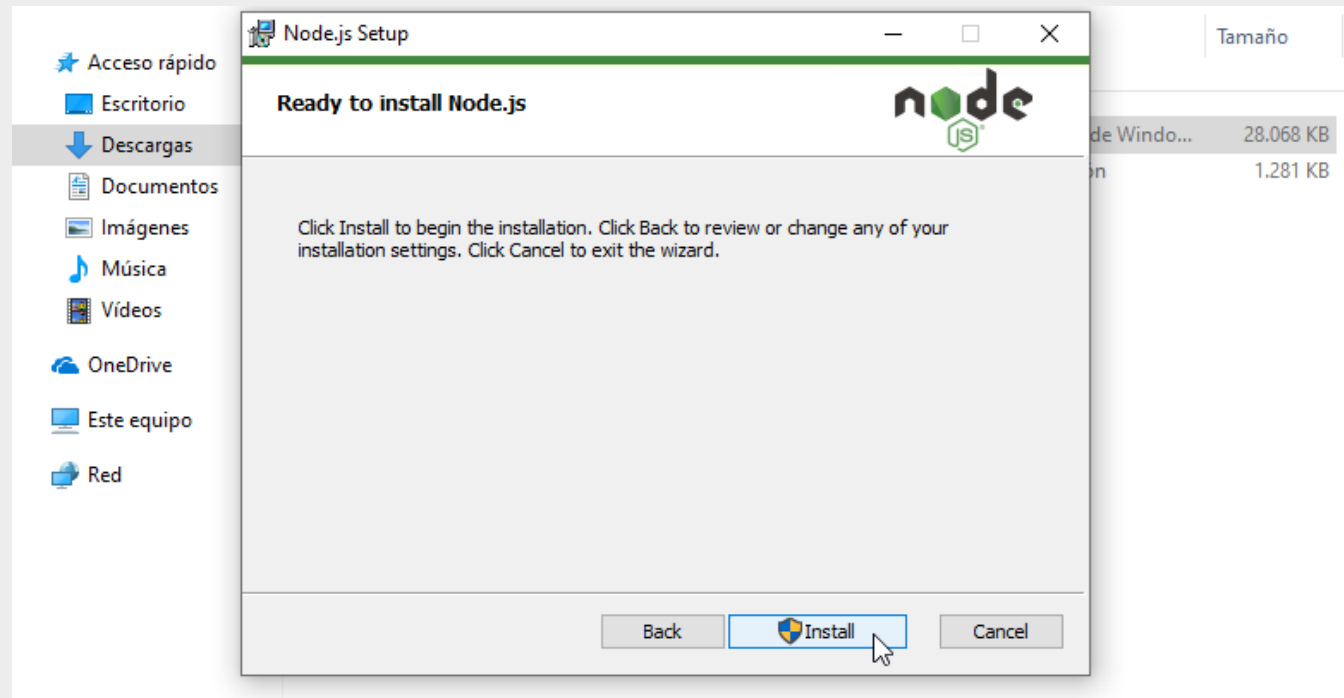 Node.js Setup
Tamaño
Acceso rápido
Escritorio
Ready to install Node.js
node
JS
Descargas
de Windo...
28.068 KB
ón
1.281 KB
Documentos
Imágenes
Click Install to begin the installation. Click Back to review or change any of your
installation settings. Click Cancel to exit the wizard.
Música
Vídeos
OneDrive
Este equipo
Red
Back
Install
Cancel